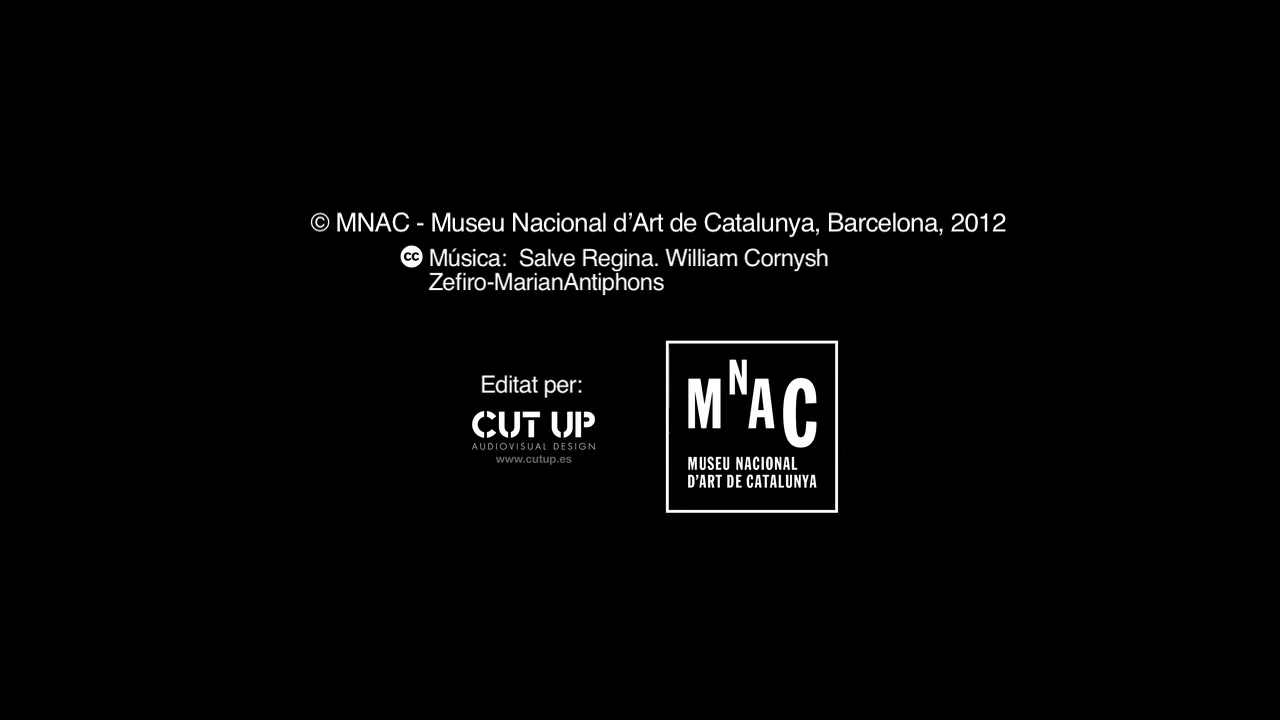 © MNAC - Museu Nacional d’Art de Catalunya, Barcelona, 2012
cc Música:  Salve Regina. William Cornysh
Zefiro-MarianAntiphons
Editat per:
CUT UP
AUDIOVISUAL DESIGN
www.cutup.es
MNAC
MUSEU NACIONAL
D’ART DE CATALUNYA